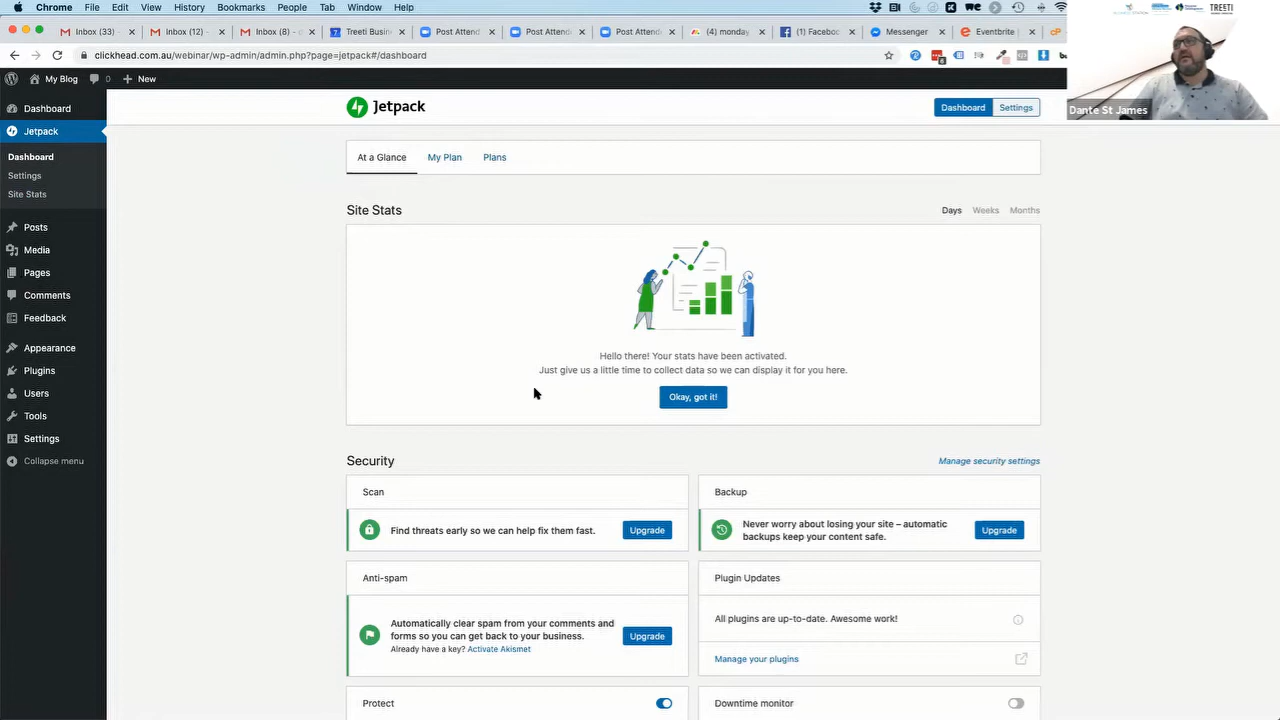 Chrome File Edit View History Bookmarks People Tab Window Help
Inbox (33) Inbox (12) Inbox (8) - Treeti Busin Post Attend Post Attend Post Attend (4) monday (1) Faceboo Messenger Eventbrite
clickhead.com.au/webinar/wp-admin/admin.php?page=jetpack#/dashboard
TREETI
Dante St James
My Blog 0 + New
Dashboard
Jetpack
Dashboard
Settings
Site Stats
Posts
Media
Pages
Comments
Feedback
Appearance
Plugins
Users
Tools
Settings
Collapse menu
Jetpack
Dashboard Settings
At a Glance My Plan Plans
Site Stats
Days Weeks Months
Hello there! Your stats have been activated.
Just give us a little time to collect data so we can display it for you here.
Okay, got it!
Security
Manage security settings
Scan
Find threats early so we can help fix them fast.
Upgrade
Backup
Never worry about losing your site – automatic
backups keep your content safe.
Upgrade
Anti-spam
Automatically clear spam from your comments and
forms so you can get back to your business.
Already have a key? Activate Akismet
Upgrade
Plugin Updates
All plugins are up-to-date. Awesome work!
Manage your plugins
Protect
Downtime monitor